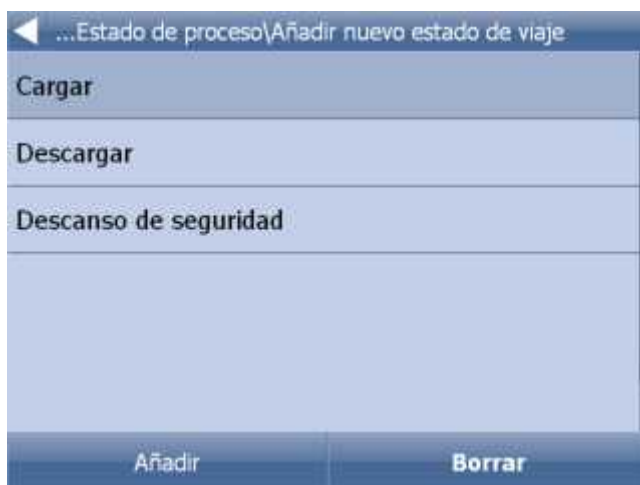 ...Estado de proceso\Añadir nuevo estado de viaje
Cargar
Descargar
Descanso de seguridad
Añadir
Borrar